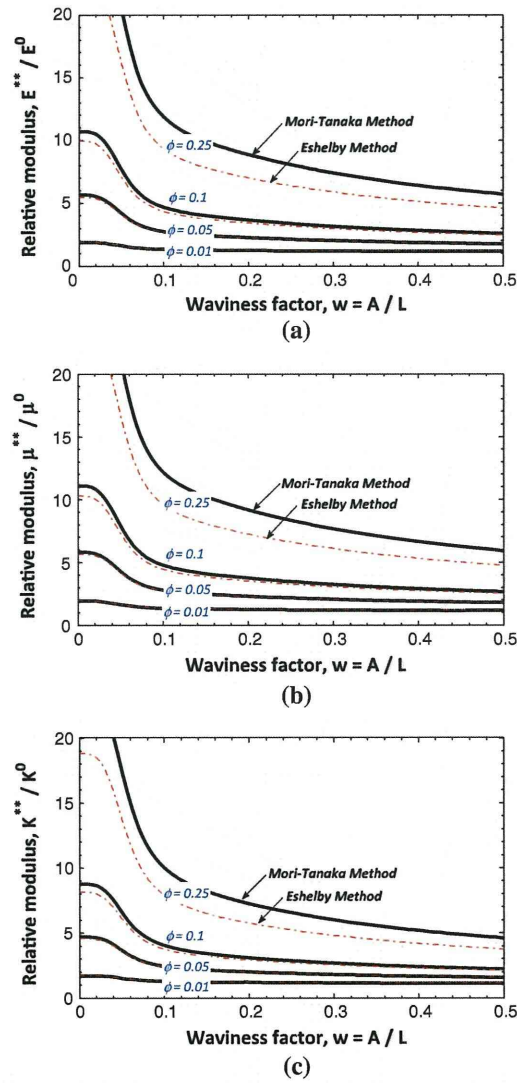 20
15
10
5
0
Relative modulus, E** / E⁰
ϕ = 0.25
Mori-Tanaka Method
Eshelby Method
ϕ = 0.1
ϕ = 0.05
ϕ = 0.01
0 0.1 0.2 0.3 0.4 0.5
Waviness factor, w = A / L
(a)
20
15
10
5
0
Relative modulus, μ** / μ⁰
ϕ = 0.25
Mori-Tanaka Method
Eshelby Method
ϕ = 0.1
ϕ = 0.05
ϕ = 0.01
0 0.1 0.2 0.3 0.4 0.5
Waviness factor, w = A / L
(b)
20
15
10
5
0
Relative modulus, K** / K⁰
ϕ = 0.25
Mori-Tanaka Method
Eshelby Method
ϕ = 0.1
ϕ = 0.05
ϕ = 0.01
0 0.1 0.2 0.3 0.4 0.5
Waviness factor, w = A / L
(c)